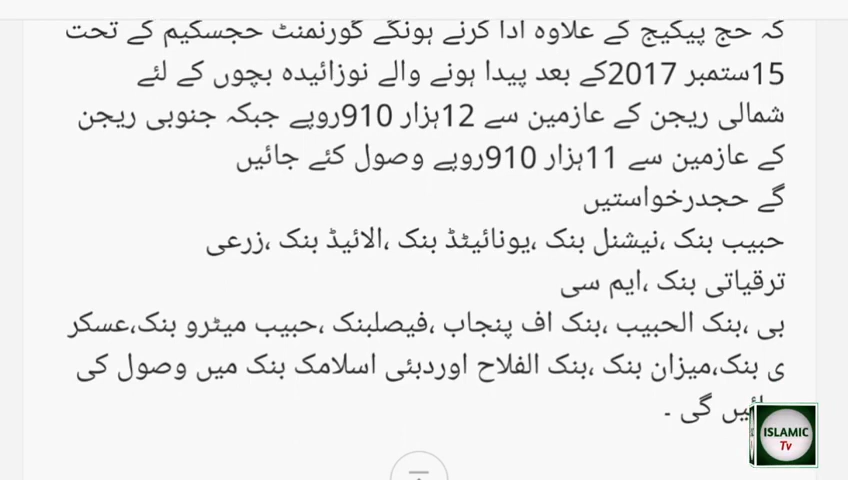 کہ حج پیکیج کے علاوہ ادا کرنے ہونگے گورنمنٹ حجسکیم کے تحت
15ستمبر 2017کے بعد پیدا ہونے والے نوزائیدہ بچوں کے لئے
شمالی ریجن کے عازمین سے 12ہزار 910روپے جبکہ جنوبی ریجن
کے عازمین سے 11ہزار 910روپے وصول کئے جائیں
گے حجدرخواستیں
حبیب بنک ،نیشنل بنک ،یونائیٹڈ بنک ،الائیڈ بنک ،زرعی
ترقیاتی بنک ،ایم سی
بی ،بنک الحبیب ،بنک اف پنجاب ،فیصلبنک ،حبیب میٹرو بنک،عسکر
ی بنک،میزان بنک ،بنک الفلاح اوردبئی اسلامک بنک میں وصول کی
گی ۔
ISLAMIC
Tv